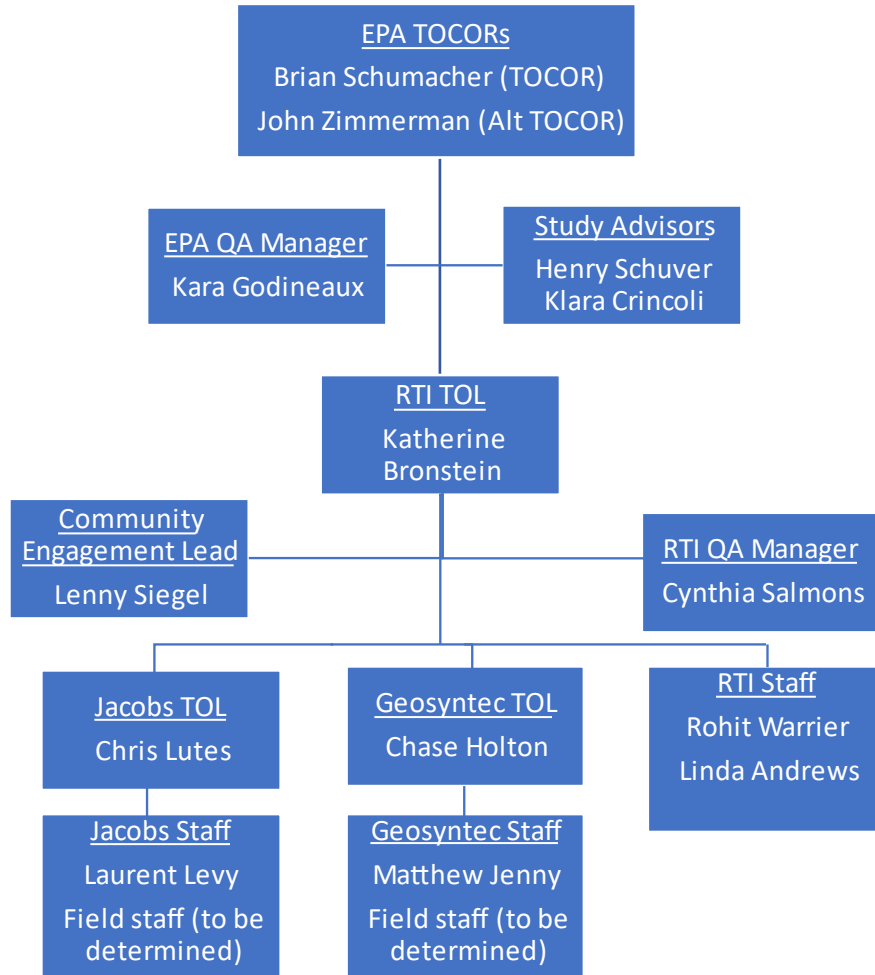 EPA TOCORs
Brian Schumacher (TOCOR)
John Zimmerman (Alt TOCOR)
EPA QA Manager
Kara Godineaux
Study Advisors
Henry Schuver
Klara Crincoli
RTI TOL
Katherine
Bronstein
Community
Engagement Lead
Lenny Siegel
RTI QA Manager
Cynthia Salmons
Jacobs TOL
Chris Lutes
Geosyntec TOL
Chase Holton
RTI Staff
Rohit Warrier
Linda Andrews
Jacobs Staff
Laurent Levy
Field staff (to be
determined)
Geosyntec Staff
Matthew Jenny
Field staff (to be
determined)